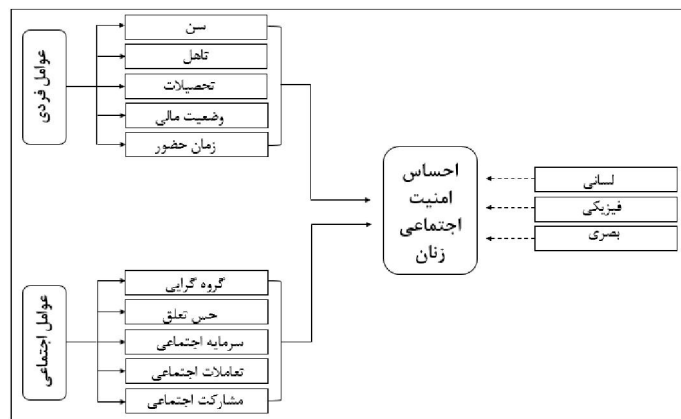 عوامل فردی
سن
تاهل
تحصیلات
وضعیت مالی
زمان حضور
احساس
امنیت
اجتماعی
زنان
لسانی
فیزیکی
بصری
عوامل اجتماعی
گروه گرایی
حس تعلق
سرمایه اجتماعی
تعاملات اجتماعی
مشارکت اجتماعی